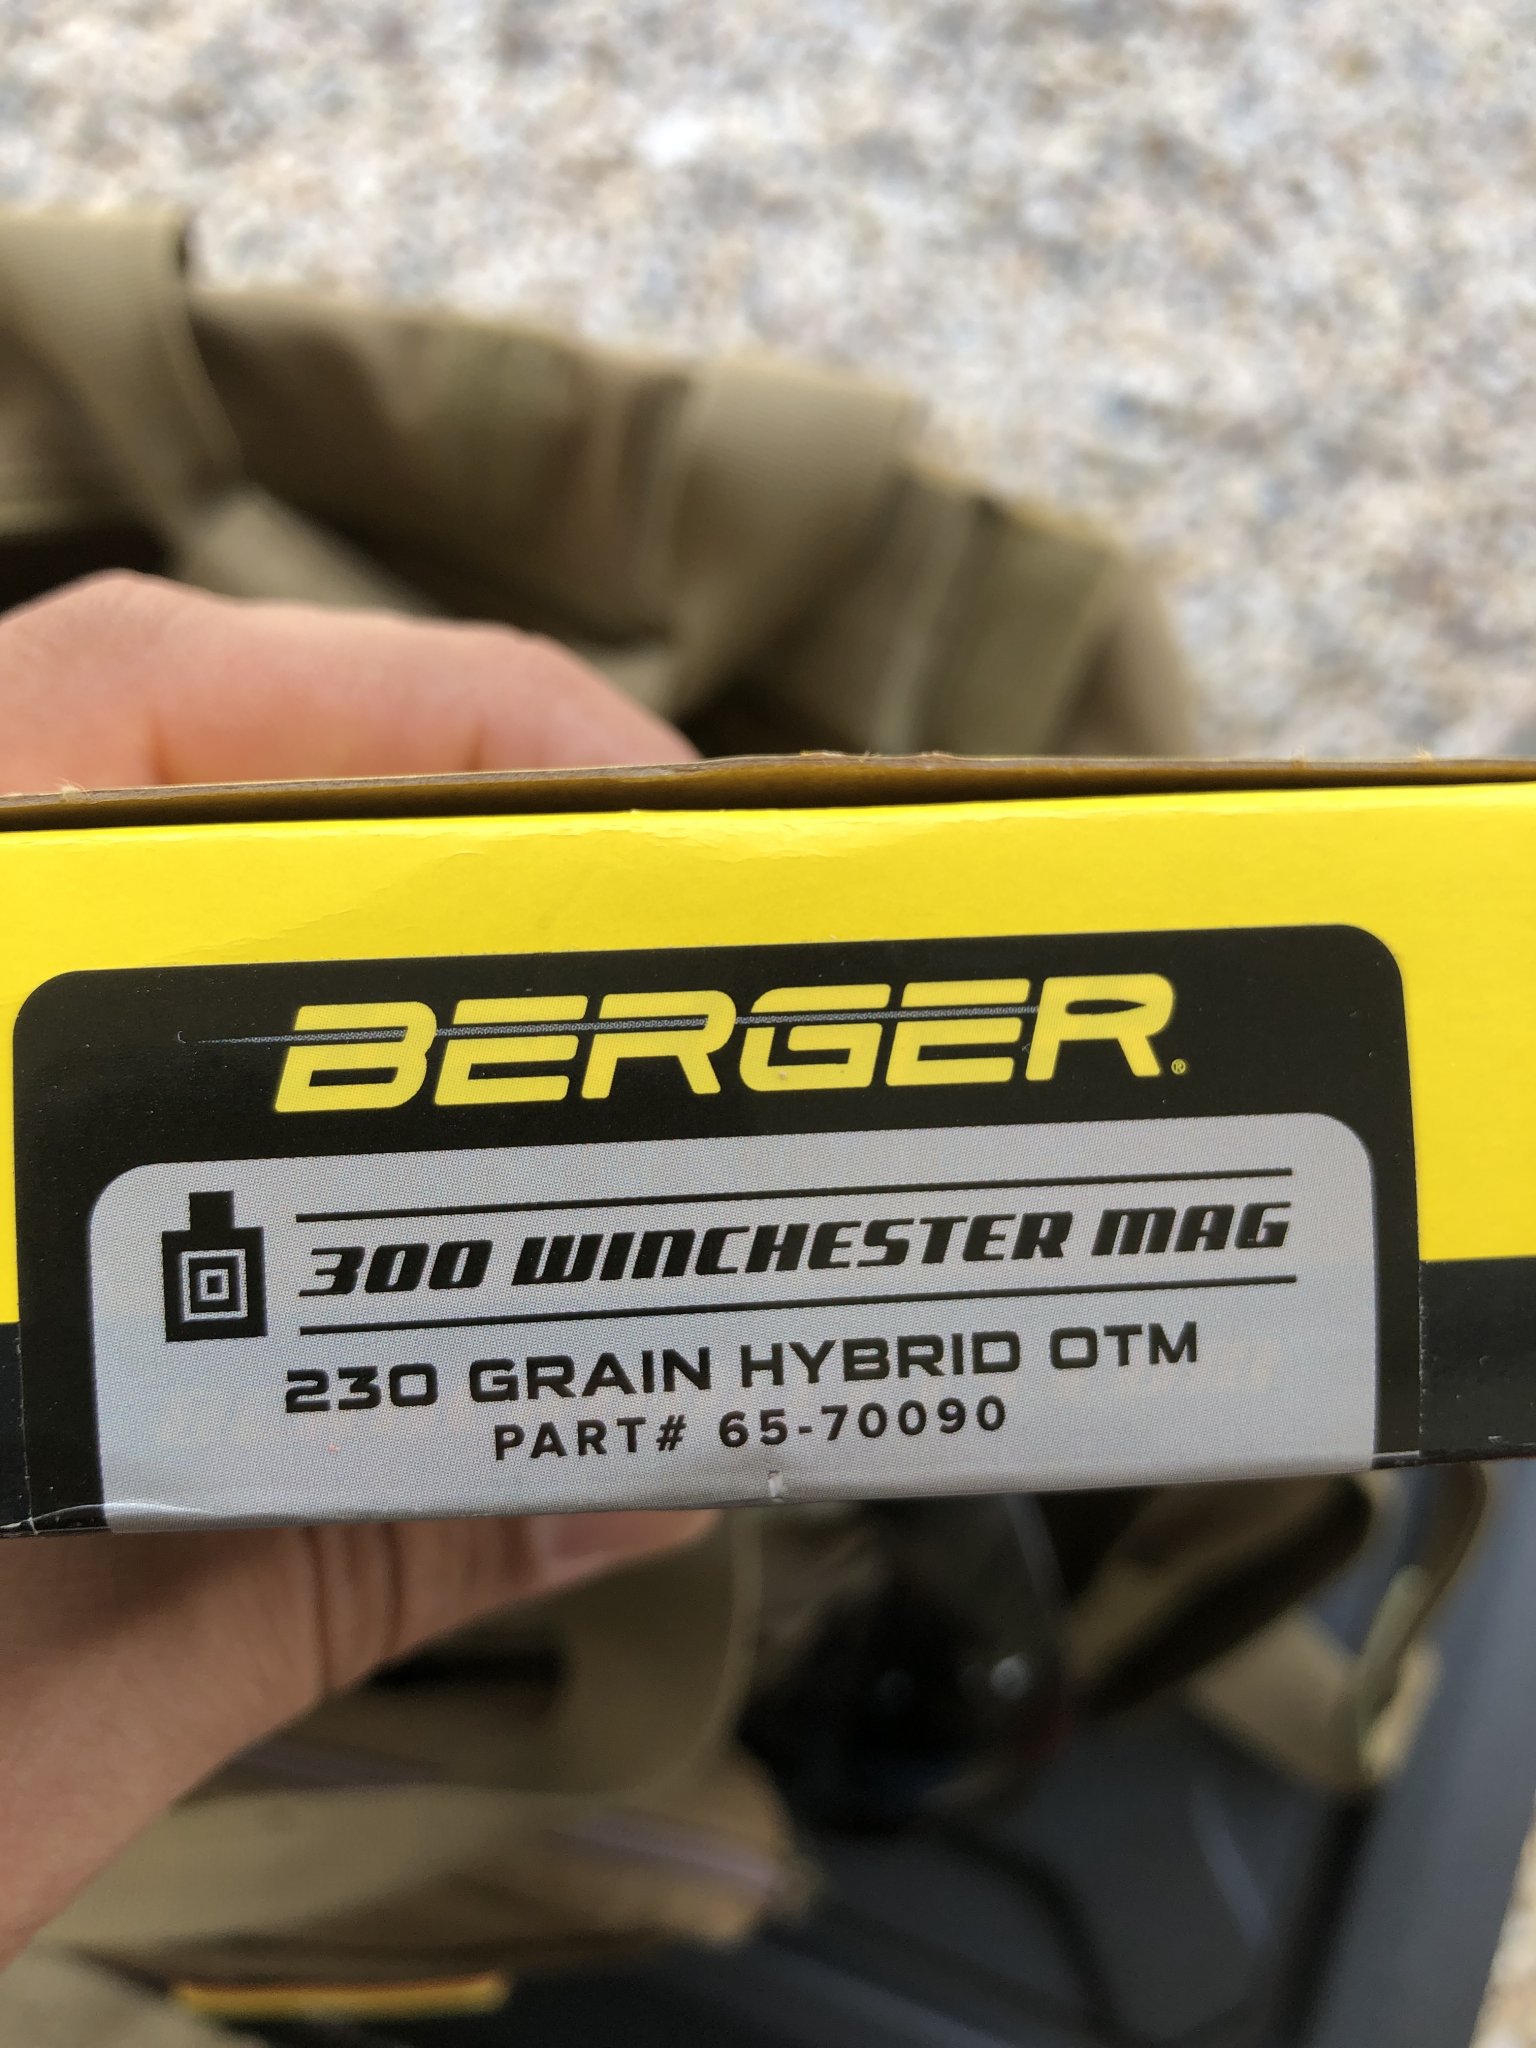 BERGER®
300 WINCHESTER MAG
230 GRAIN HYBRID OTM
PART# 65-70090